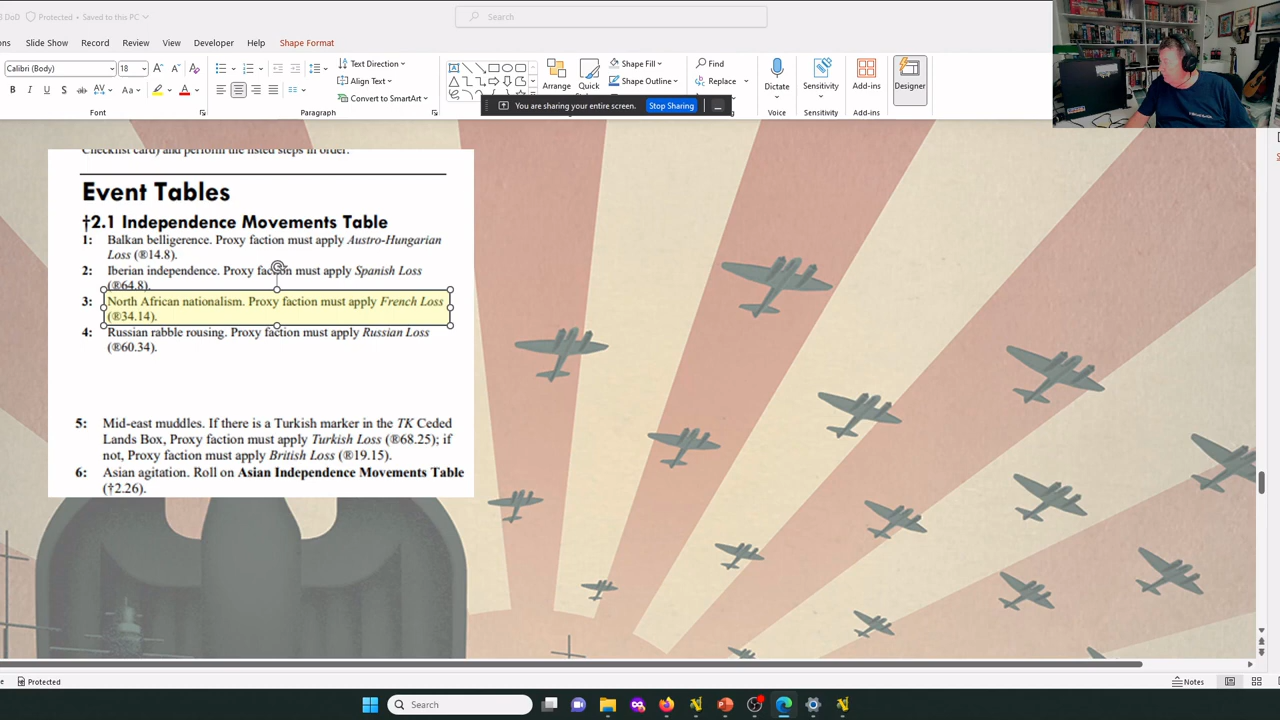 DoD
Protected • Saved to this PC
Search
Slide Show
Record
Review
View
Developer
Help
Shape Format
Calibri (Body)
18
Text Direction
Align Text
Convert to SmartArt
Arrange
Quick
Shape Fill
Shape Outline
Find
Replace
Dictate
Sensitivity
Add-ins
Designer
Font
Paragraph
Voice
Sensitivity
Add-ins
You are sharing your entire screen.
Stop Sharing
Checklist card) and perform the listed steps in order.
Event Tables
†2.1 Independence Movements Table
1: Balkan belligerence. Proxy faction must apply Austro-Hungarian
Loss (®14.8).
2: Iberian independence. Proxy faction must apply Spanish Loss
(®64.8).
3: North African nationalism. Proxy faction must apply French Loss
(®34.14).
4: Russian rabble rousing. Proxy faction must apply Russian Loss
(®60.34).
5: Mid-east muddles. If there is a Turkish marker in the TK Ceded
Lands Box, Proxy faction must apply Turkish Loss (®68.25); if
not, Proxy faction must apply British Loss (®19.15).
6: Asian agitation. Roll on Asian Independence Movements Table
(†2.26).
Protected
Notes
Search